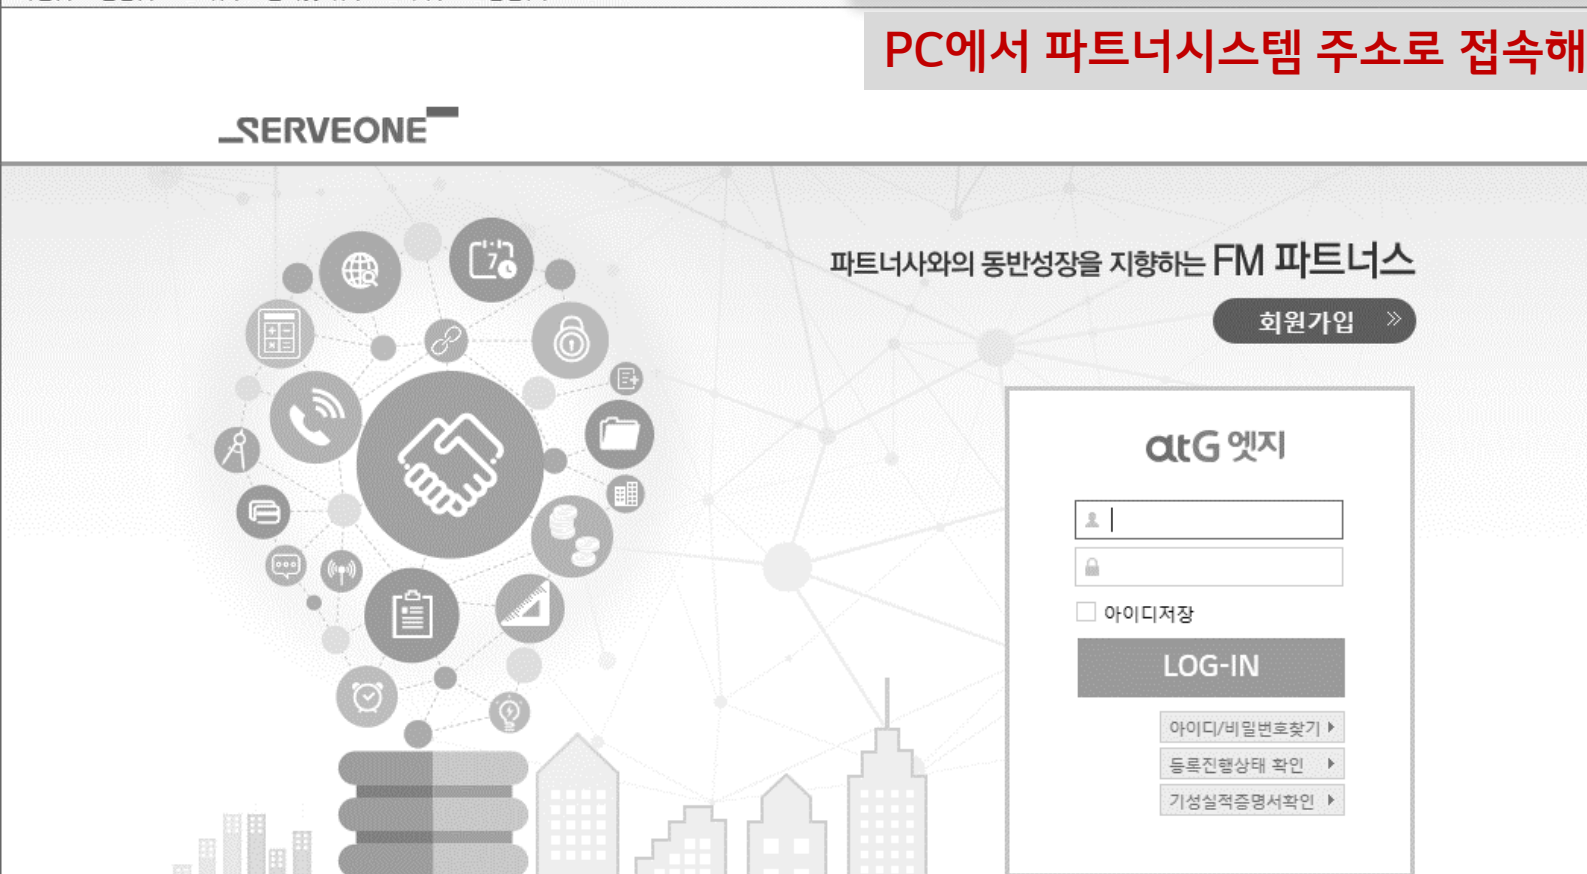 PC에서 파트너시스템 주소로 접속해
SERVEONE
7
파트너사와의 동반성장을 지향하는 FM 파트너스
회원가입 »
atG 엣지
아이디저장
LOG-IN
아이디/비밀번호찾기
등록진행상태 확인
기성실적증명서확인